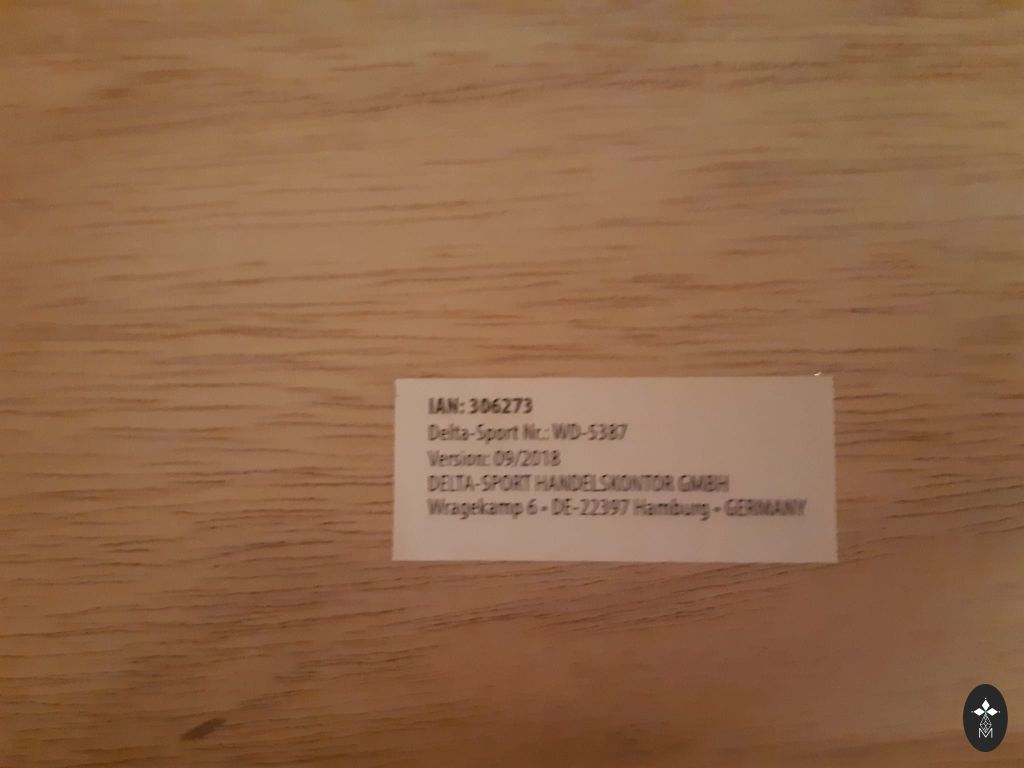 IAN: 306273
Delta-Sport Nr.: WD-5387
Version: 09/2018
DELTA-SPORT HANDELSKONTOR GMBH
Wragekamp 6 • DE-22397 Hamburg • GERMANY
M